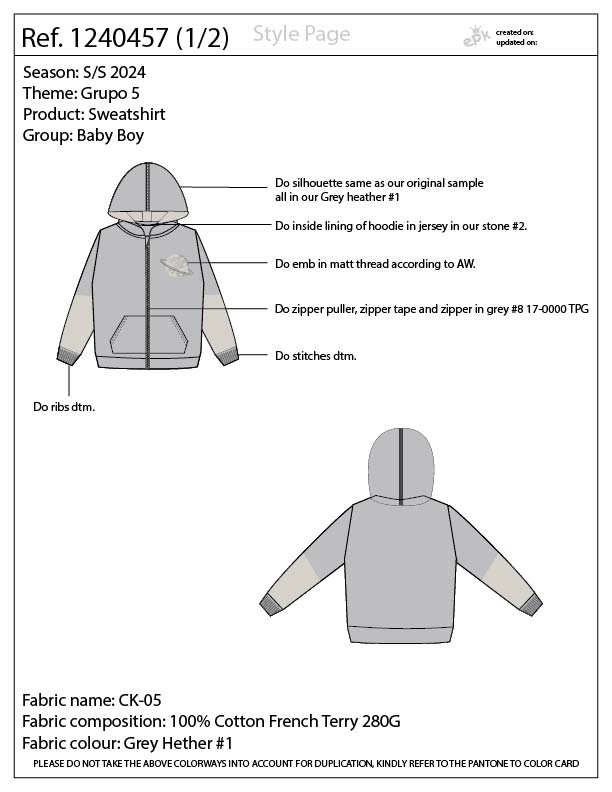 Ref. 1240457 (1/2)
Style Page
epk
created on:
updated on:
Season: S/S 2024
Theme: Grupo 5
Product: Sweatshirt
Group: Baby Boy
Do silhouette same as our original sample
all in our Grey heather #1
Do inside lining of hoodie in jersey in our stone #2.
Do emb in matt thread according to AW.
Do zipper puller, zipper tape and zipper in grey #8 17-0000 TPG
Do stitches dtm.
Do ribs dtm.
Fabric name: CK-05
Fabric composition: 100% Cotton French Terry 280G
Fabric colour: Grey Hether #1
PLEASE DO NOT TAKE THE ABOVE COLORWAYS INTO ACCOUNT FOR DUPLICATION, KINDLY REFER TO THE PANTONE TO COLOR CARD